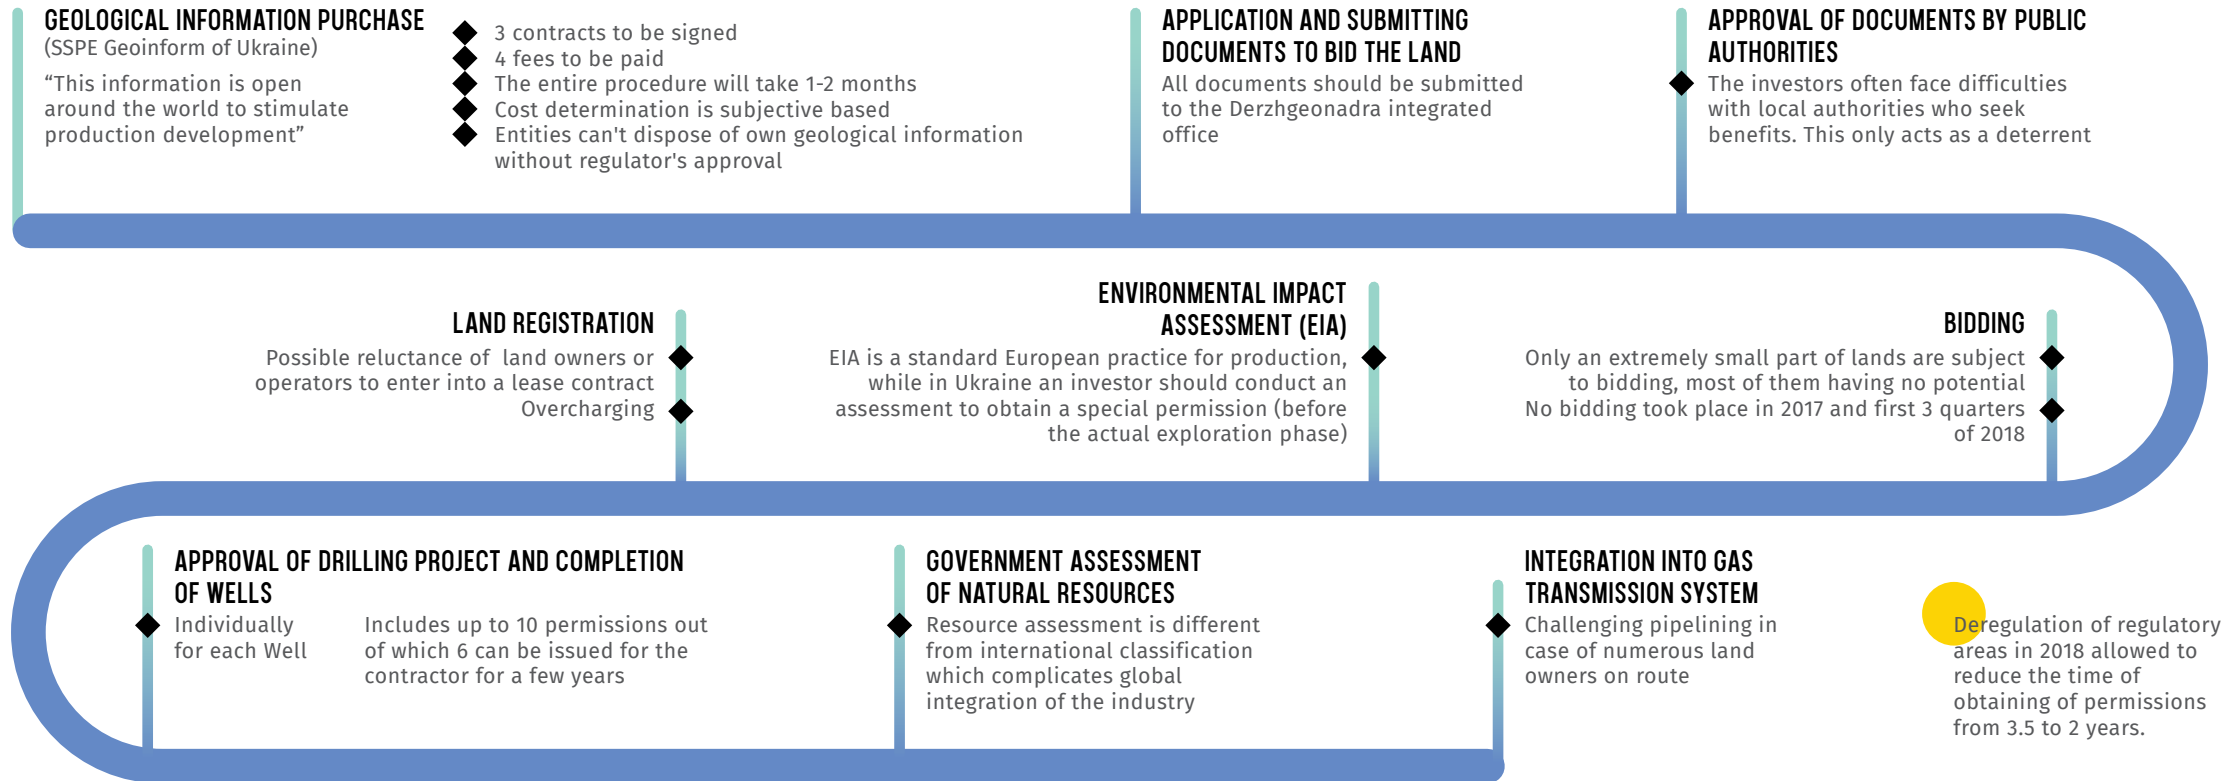 GEOLOGICAL INFORMATION PURCHASE
(SSPE Geoinform of Ukraine)
“This information is open
around the world to stimulate
production development”
3 contracts to be signed
4 fees to be paid
The entire procedure will take 1-2 months
Cost determination is subjective based
Entities can't dispose of own geological information
without regulator's approval
APPLICATION AND SUBMITTING
DOCUMENTS TO BID THE LAND
All documents should be submitted
to the Derzhgeonadra integrated
office
APPROVAL OF DOCUMENTS BY PUBLIC
AUTHORITIES
The investors often face difficulties
with local authorities who seek
benefits. This only acts as a deterrent
BIDDING
Only an extremely small part of lands are subject
to bidding, most of them having no potential
No bidding took place in 2017 and first 3 quarters
of 2018
ENVIRONMENTAL IMPACT
ASSESSMENT (EIA)
EIA is a standard European practice for production,
while in Ukraine an investor should conduct an
assessment to obtain a special permission (before
the actual exploration phase)
LAND REGISTRATION
Possible reluctance of land owners or
operators to enter into a lease contract
Overcharging
APPROVAL OF DRILLING PROJECT AND COMPLETION
OF WELLS
Individually
for each Well
Includes up to 10 permissions out
of which 6 can be issued for the
contractor for a few years
GOVERNMENT ASSESSMENT
OF NATURAL RESOURCES
Resource assessment is different
from international classification
which complicates global
integration of the industry
INTEGRATION INTO GAS
TRANSMISSION SYSTEM
Challenging pipelining in
case of numerous land
owners on route
Deregulation of regulatory
areas in 2018 allowed to
reduce the time of
obtaining of permissions
from 3.5 to 2 years.